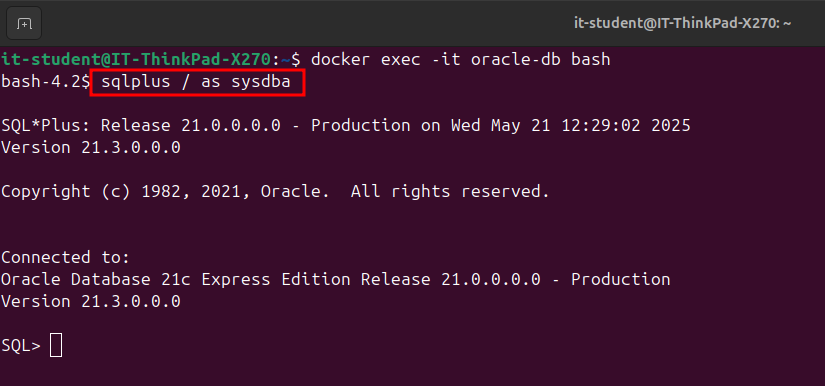 it-student@IT-ThinkPad-X270: ~
it-student@IT-ThinkPad-X270:~$ docker exec -it oracle-db bash
bash-4.2$ sqlplus / as sysdba
SQL*Plus: Release 21.0.0.0.0 - Production on Wed May 21 12:29:02 2025
Version 21.3.0.0.0
Copyright (c) 1982, 2021, Oracle.  All rights reserved.
Connected to:
Oracle Database 21c Express Edition Release 21.0.0.0.0 - Production
Version 21.3.0.0.0
SQL>